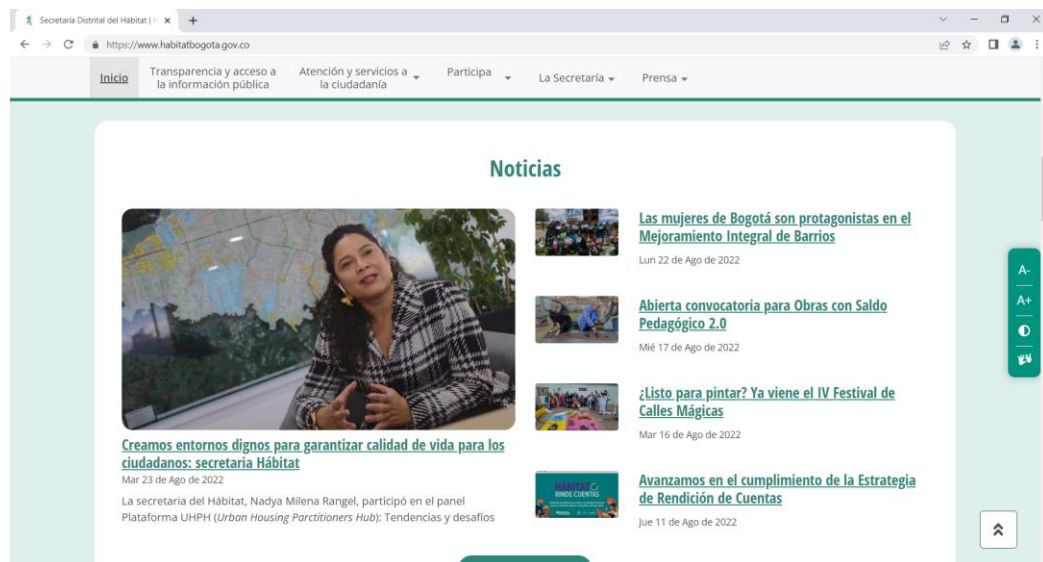 Secretaría Distrital del Hábitat |
https://www.habitatbogota.gov.co
Inicio
Transparencia y acceso a
la información pública
Atención y servicios a
la ciudadanía
Participa
La Secretaría
Prensa
Noticias
Creamos entornos dignos para garantizar calidad de vida para los
ciudadanos: secretaria Hábitat
Mar 23 de Ago de 2022
La secretaria del Hábitat, Nadya Milena Rangel, participó en el panel
Plataforma UHPH (Urban Housing Parctitioners Hub): Tendencias y desafíos
Las mujeres de Bogotá son protagonistas en el
Mejoramiento Integral de Barrios
Lun 22 de Ago de 2022
Abierta convocatoria para Obras con Saldo
Pedagógico 2.0
Mié 17 de Ago de 2022
¿Listo para pintar? Ya viene el IV Festival de
Calles Mágicas
Mar 16 de Ago de 2022
HÁBITAT
RINDE CUENTAS
Avanzamos en el cumplimiento de la Estrategia
de Rendición de Cuentas
Jue 11 de Ago de 2022
A-
A+